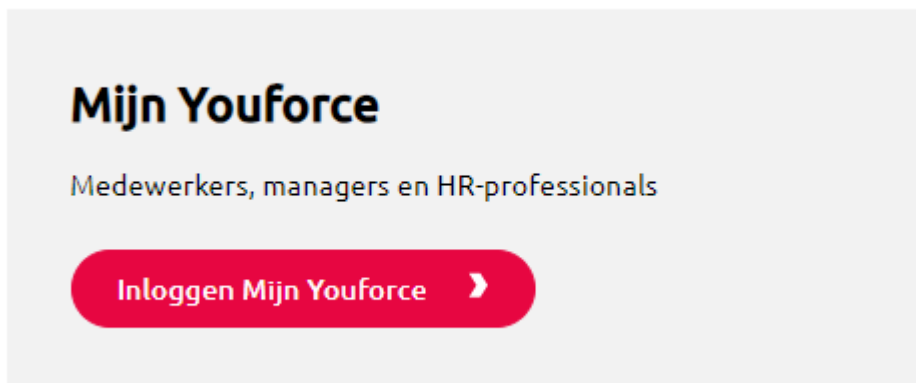 Mijn Youforce
Medewerkers, managers en HR-professionals
Inloggen Mijn Youforce